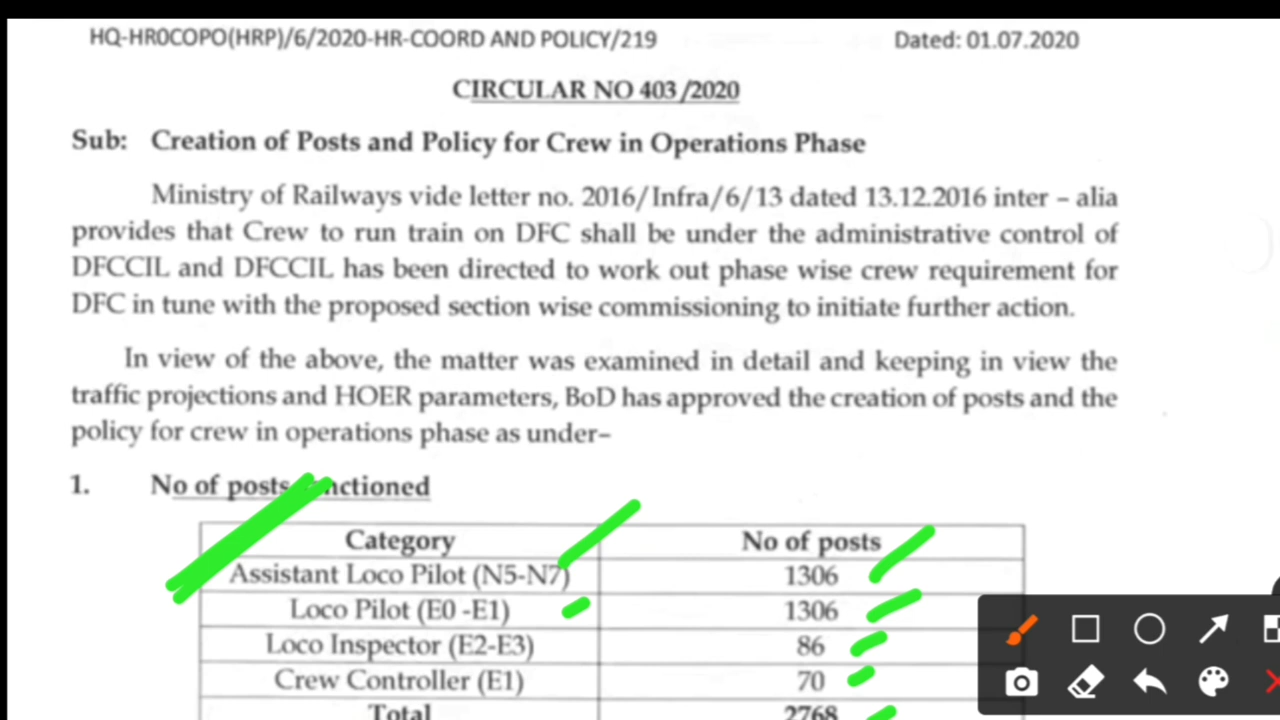 HQ-HR0COPO(HRP)/6/2020-HR-COORD AND POLICY/219 Dated: 01.07.2020
CIRCULAR NO 403/2020
Sub: Creation of Posts and Policy for Crew in Operations Phase
Ministry of Railways vide letter no. 2016/Infra/6/13 dated 13.12.2016 inter – alia
provides that Crew to run train on DFC shall be under the administrative control of
DFCCIL and DFCCIL has been directed to work out phase wise crew requirement for
DFC in tune with the proposed section wise commissioning to initiate further action.
In view of the above, the matter was examined in detail and keeping in view the
traffic projections and HOER parameters, BoD has approved the creation of posts and the
policy for crew in operations phase as under–
1. No of posts
Category No of posts
Assistant Loco Pilot (N5-N7) 1306
Loco Pilot (E0 -E1) 1306
Loco Inspector (E2-E3) 86
Crew Controller (E1) 70
Total 2768